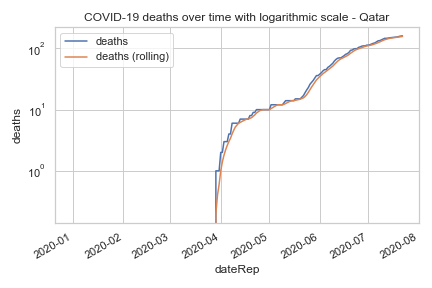 COVID-19 deaths over time with logarithmic scale - Qatar
deaths
deaths (rolling)
10²
10¹
10⁰
deaths
2020-01
2020-02
2020-03
2020-04
2020-05
2020-06
2020-07
2020-08
dateRep